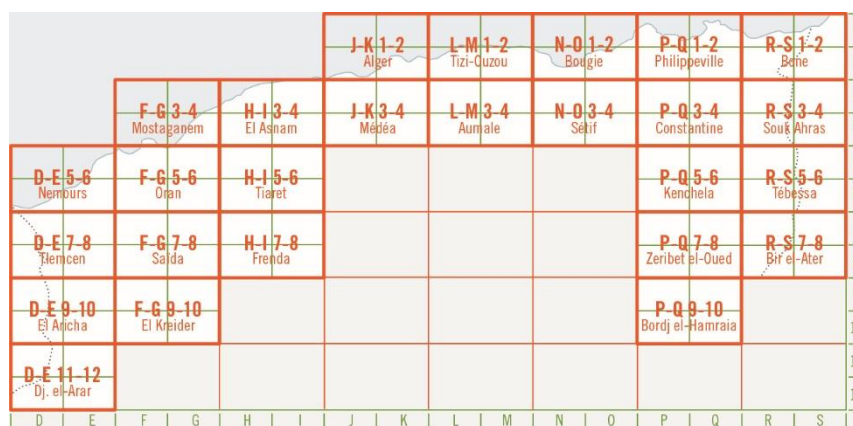 J-K 1-2 L-M 1-2 N-O 1-2 P-Q 1-2 R-S 1-2
Alger Tizi-Ouzou Bougie Philippeville Bône
F-G 3-4 H-I 3-4 J-K 3-4 L-M 3-4 N-O 3-4 P-Q 3-4 R-S 3-4
Mostaganem El Asnam Médéa Aumale Sétif Constantine Souk Ahras
D-E 5-6 F-G 5-6 H-I 5-6 P-Q 5-6 R-S 5-6
Nemours Oran Tiaret Kenchela Tébessa
D-E 7-8 F-G 7-8 H-I 7-8 P-Q 7-8 R-S 7-8
Tlemcen Saïda Frenda Zeribet el-Oued Bir el-Ater
D-E 9-10 F-G 9-10 P-Q 9-10
El Aricha El Kreider Bordj el-Hamraia
D-E 11-12
Dj. el-Arar
D E F G H I J K L M N O P Q R S